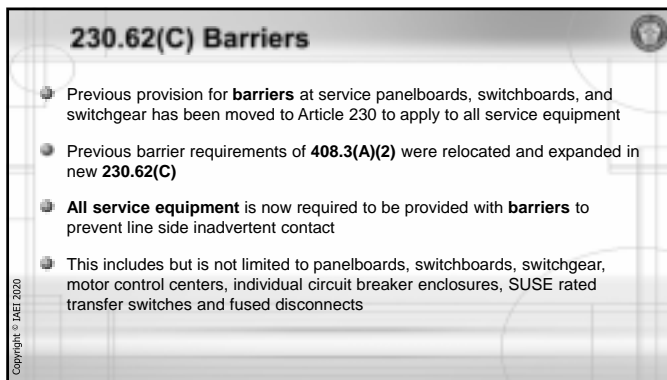 230.62(C) Barriers
Previous provision for barriers at service panelboards, switchboards, and
switchgear has been moved to Article 230 to apply to all service equipment
Previous barrier requirements of 408.3(A)(2) were relocated and expanded in
new 230.62(C)
All service equipment is now required to be provided with barriers to
prevent line side inadvertent contact
This includes but is not limited to panelboards, switchboards, switchgear,
motor control centers, individual circuit breaker enclosures, SUSE rated
transfer switches and fused disconnects
Copyright © IAEI 2020